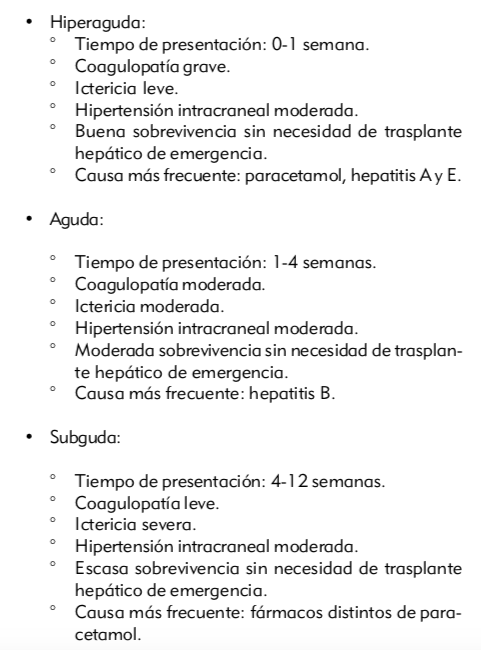 • Hiperaguda:
° Tiempo de presentación: 0-1 semana.
° Coagulopatía grave.
° Ictericia leve.
° Hipertensión intracraneal moderada.
° Buena sobrevivencia sin necesidad de trasplante
hepático de emergencia.
° Causa más frecuente: paracetamol, hepatitis A y E.
• Aguda:
° Tiempo de presentación: 1-4 semanas.
° Coagulopatía moderada.
° Ictericia moderada.
° Hipertensión intracraneal moderada.
° Moderada sobrevivencia sin necesidad de trasplan-
te hepático de emergencia.
° Causa más frecuente: hepatitis B.
• Subguda:
° Tiempo de presentación: 4-12 semanas.
° Coagulopatía leve.
° Ictericia severa.
° Hipertensión intracraneal moderada.
° Escasa sobrevivencia sin necesidad de trasplante
hepático de emergencia.
° Causa más frecuente: fármacos distintos de para-
cetamol.